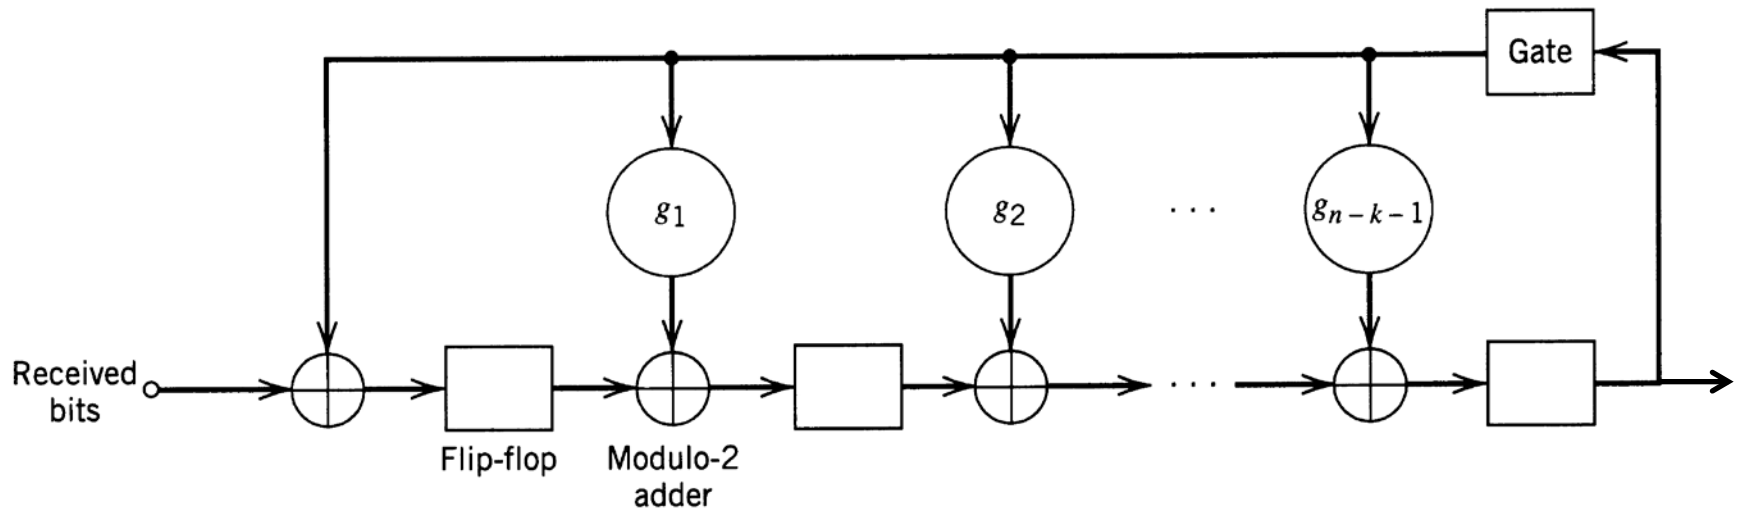 Gate
g1
g2
. . .
gn – k – 1
Received
bits
. . .
Flip-flop
Modulo-2
adder